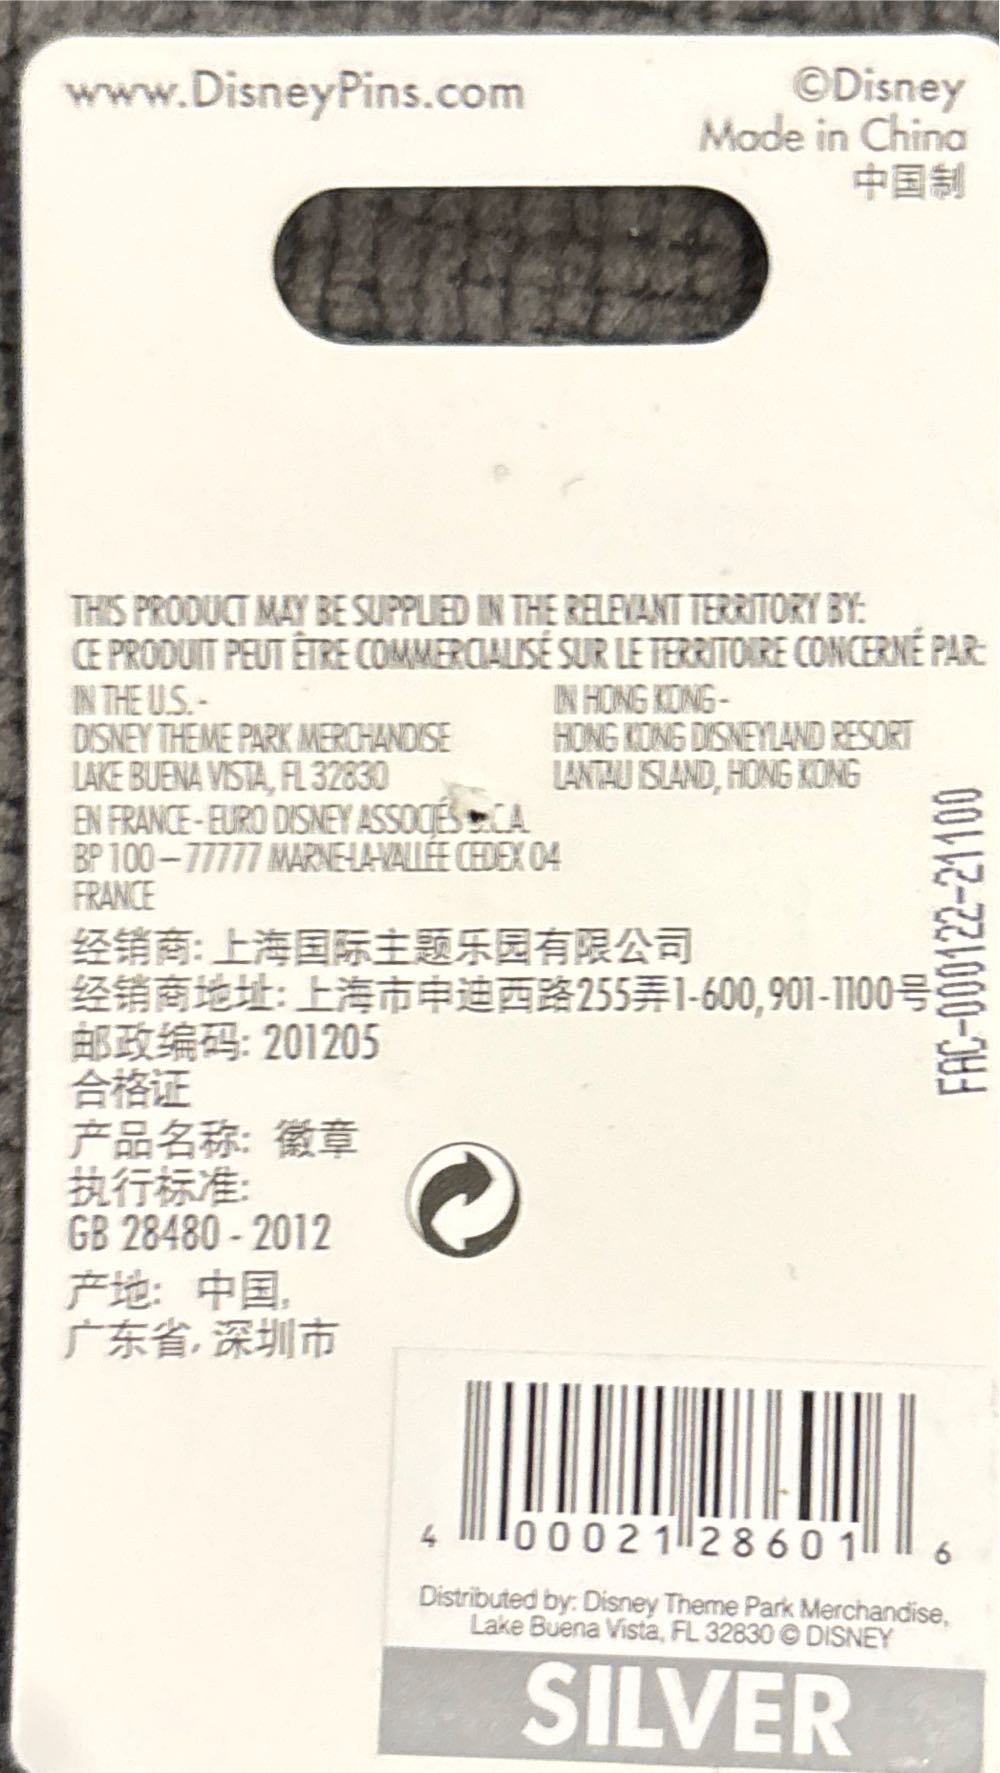 www.DisneyPins.com
©Disney
Made in China
中国制
THIS PRODUCT MAY BE SUPPLIED IN THE RELEVANT TERRITORY BY:
CE PRODUIT PEUT ÊTRE COMMERCIALISÉ SUR LE TERRITOIRE CONCERNÉ PAR:
IN THE U.S. -
DISNEY THEME PARK MERCHANDISE
LAKE BUENA VISTA, FL 32830
IN HONG KONG -
HONG KONG DISNEYLAND RESORT
LANTAU ISLAND, HONG KONG
EN FRANCE - EURO DISNEY ASSOCIÉS S.C.A.
BP 100 – 77777 MARNE-LA-VALLÉE CEDEX 04
FRANCE
经销商: 上海国际主题乐园有限公司
经销商地址: 上海市申迪西路255弄1-600,901-1100号
邮政编码: 201205
合格证
产品名称: 徽章
执行标准:
GB 28480 - 2012
产地: 中国,
广东省, 深圳市
FAC-000122-21100
4 00021 28601 6
Distributed by: Disney Theme Park Merchandise,
Lake Buena Vista, FL 32830 © DISNEY
SILVER